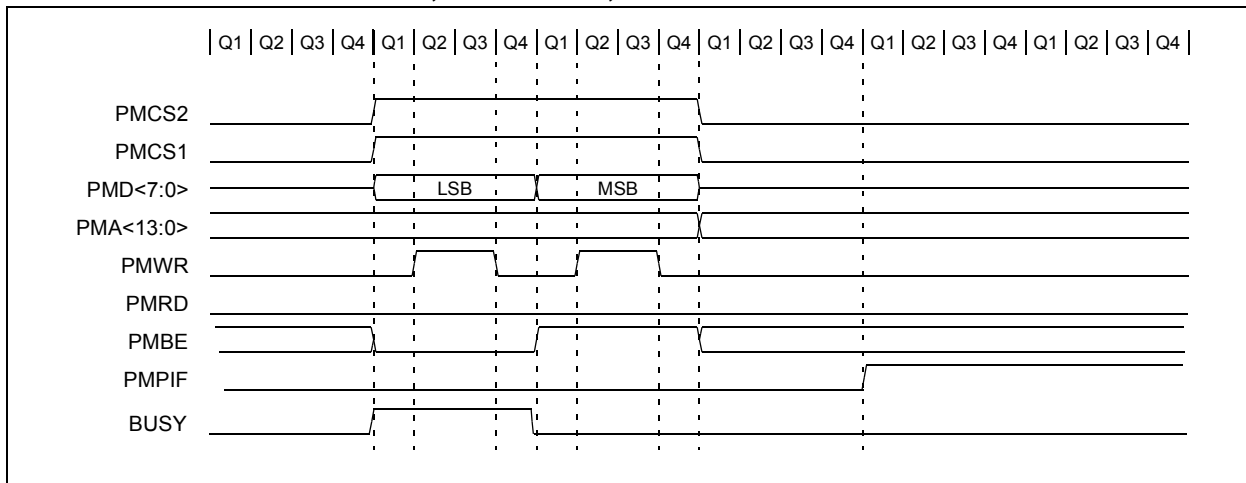 | Q1 | Q2 | Q3 | Q4 | Q1 | Q2 | Q3 | Q4 | Q1 | Q2 | Q3 | Q4 | Q1 | Q2 | Q3 | Q4 | Q1 | Q2 | Q3 | Q4 | Q1 | Q2 | Q3 | Q4 |
PMCS2
PMCS1
PMD<7:0> LSB MSB
PMA<13:0>
PMWR
PMRD
PMBE
PMPIF
BUSY